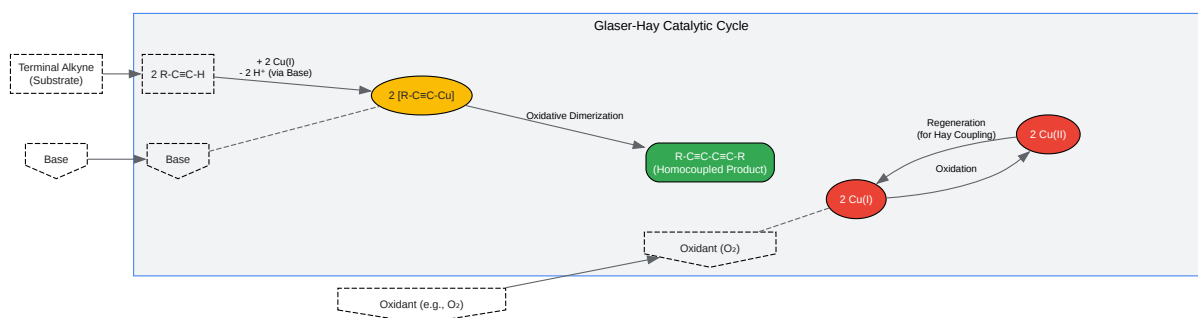 Glaser-Hay Catalytic Cycle
Terminal Alkyne
(Substrate)
2 R-C≡C-H
+ 2 Cu(I)
- 2 H⁺ (via Base)
2 [R-C≡C-Cu]
Oxidative Dimerization
R-C≡C-C≡C-R
(Homocoupled Product)
Regeneration
(for Hay Coupling)
2 Cu(II)
Oxidation
2 Cu(I)
Base
Base
Oxidant (O₂)
Oxidant (e.g., O₂)